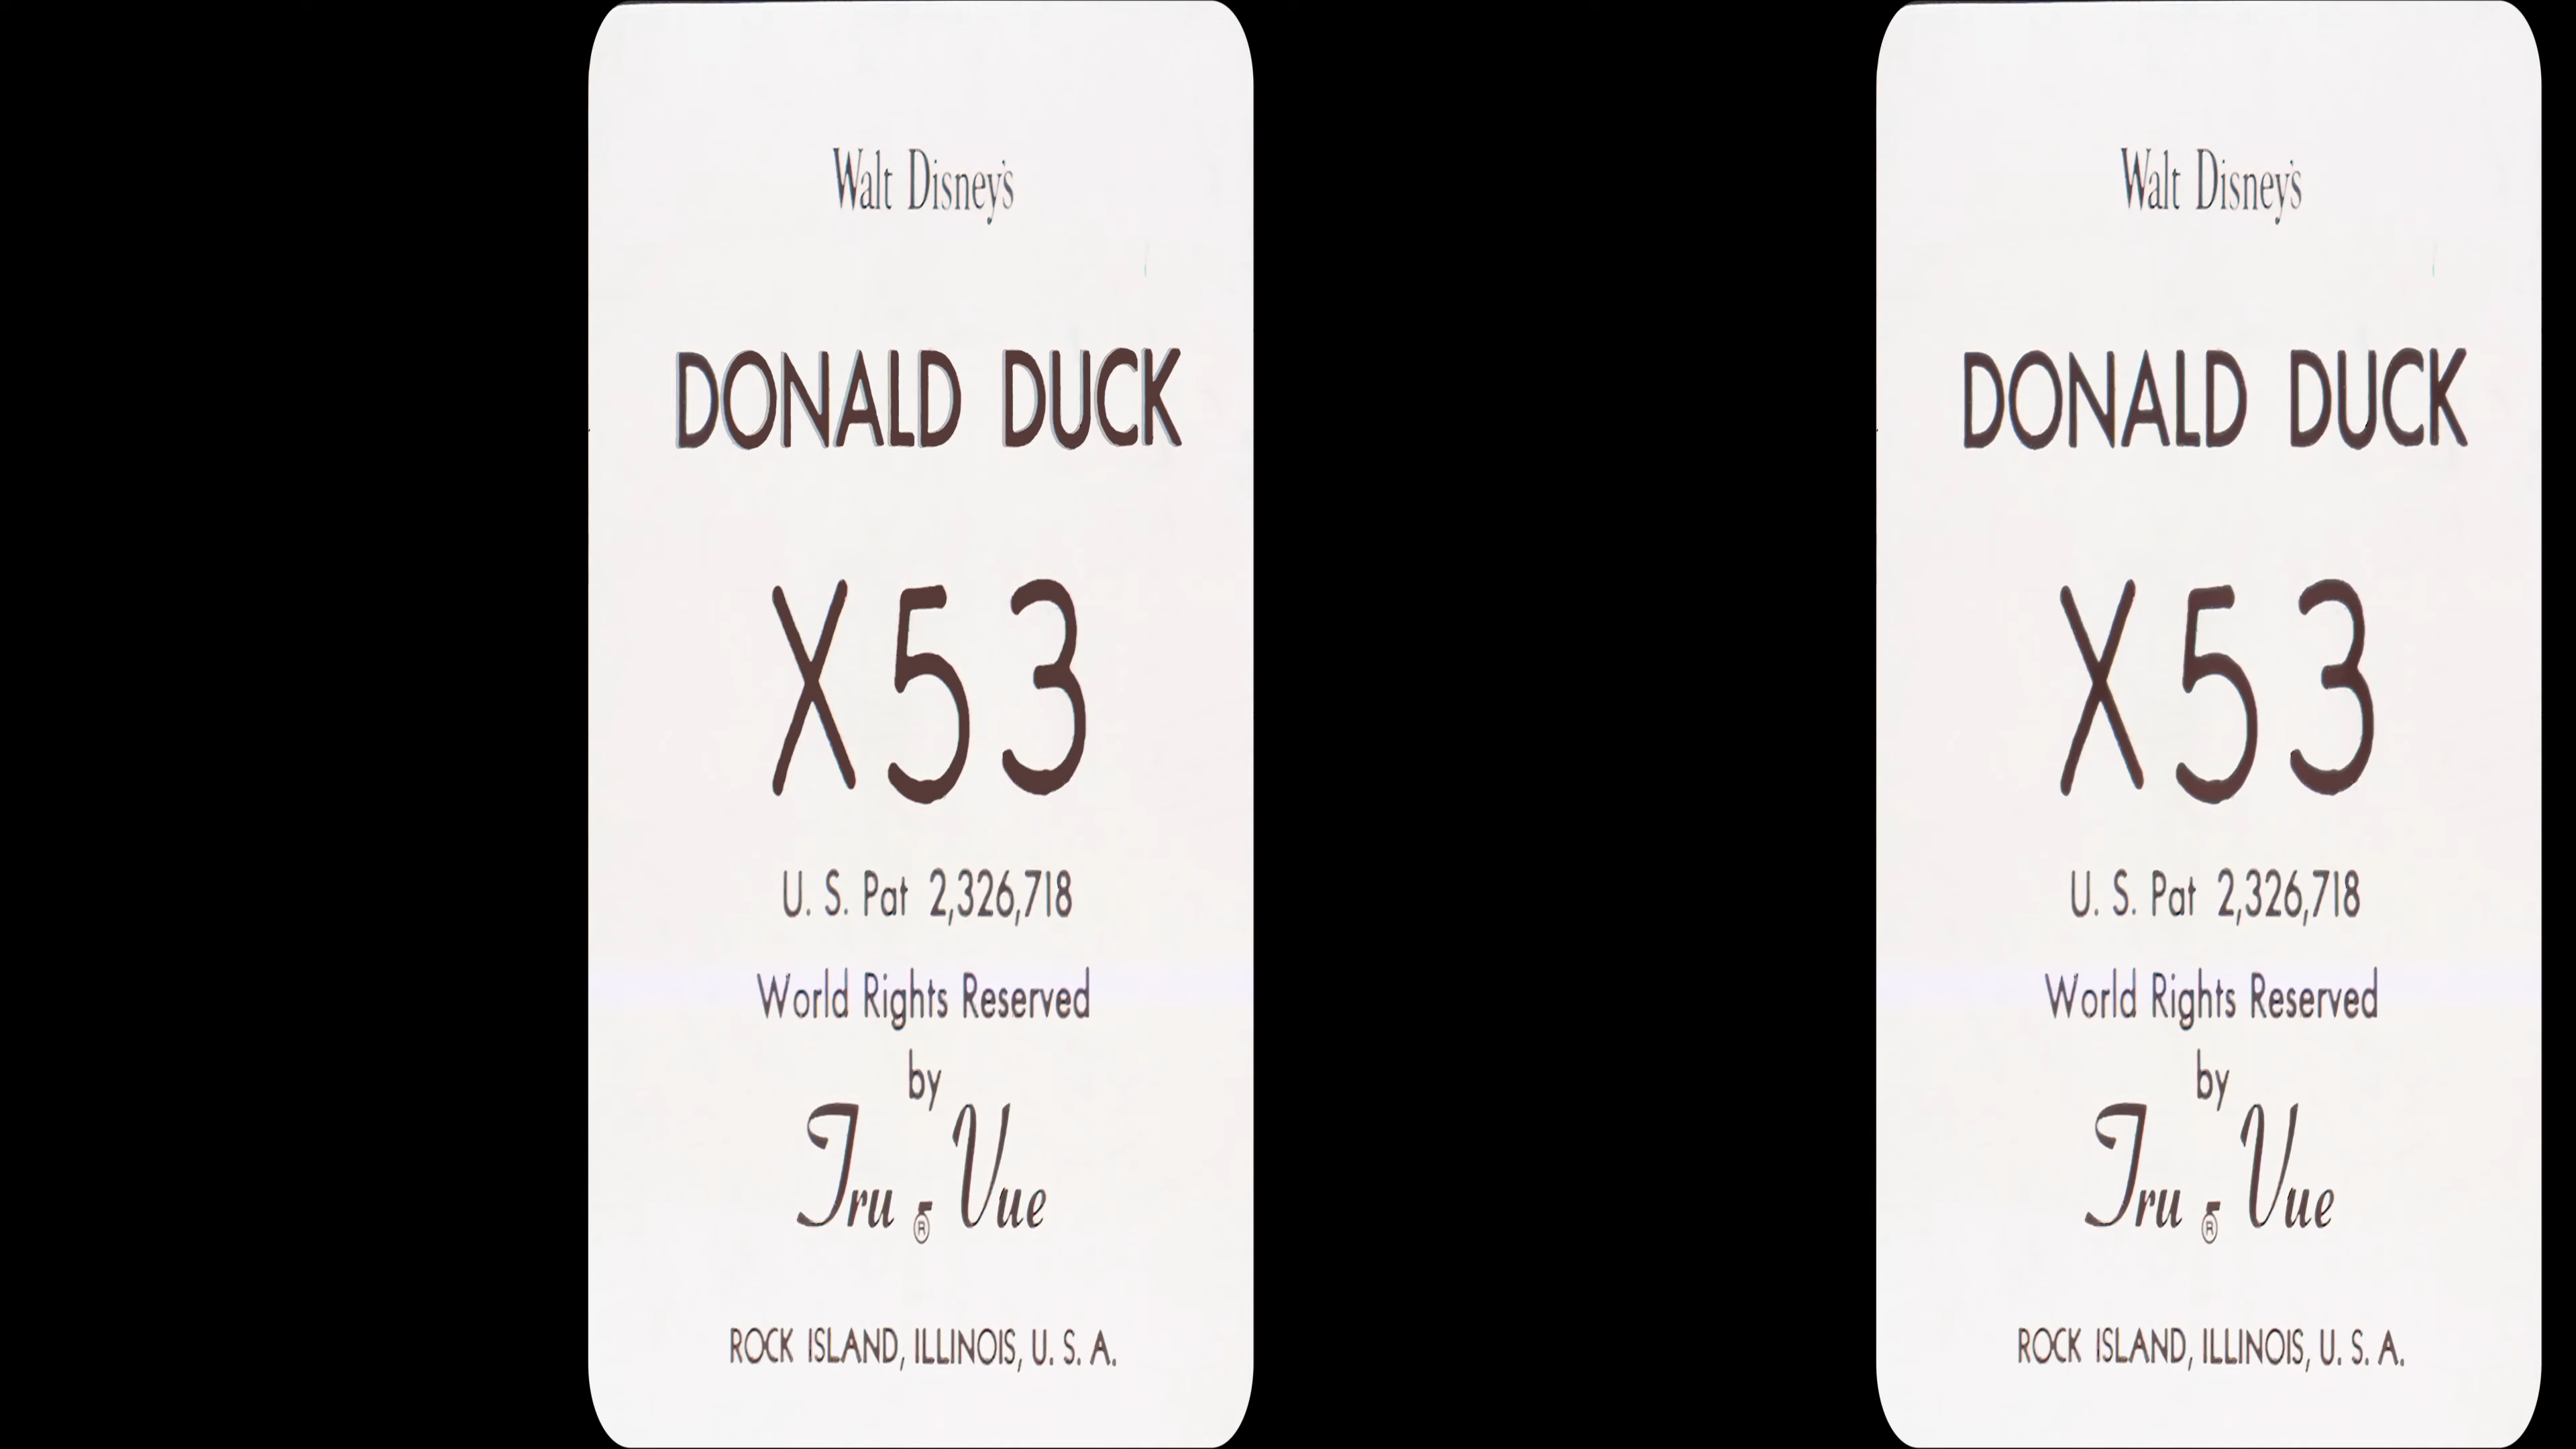 Walt Disney's
DONALD DUCK
X53
U. S. Pat 2,326,718
World Rights Reserved
by
Tru-Vue
®
ROCK ISLAND, ILLINOIS, U. S. A.
Walt Disney's
DONALD DUCK
X53
U. S. Pat 2,326,718
World Rights Reserved
by
Tru-Vue
®
ROCK ISLAND, ILLINOIS, U. S. A.